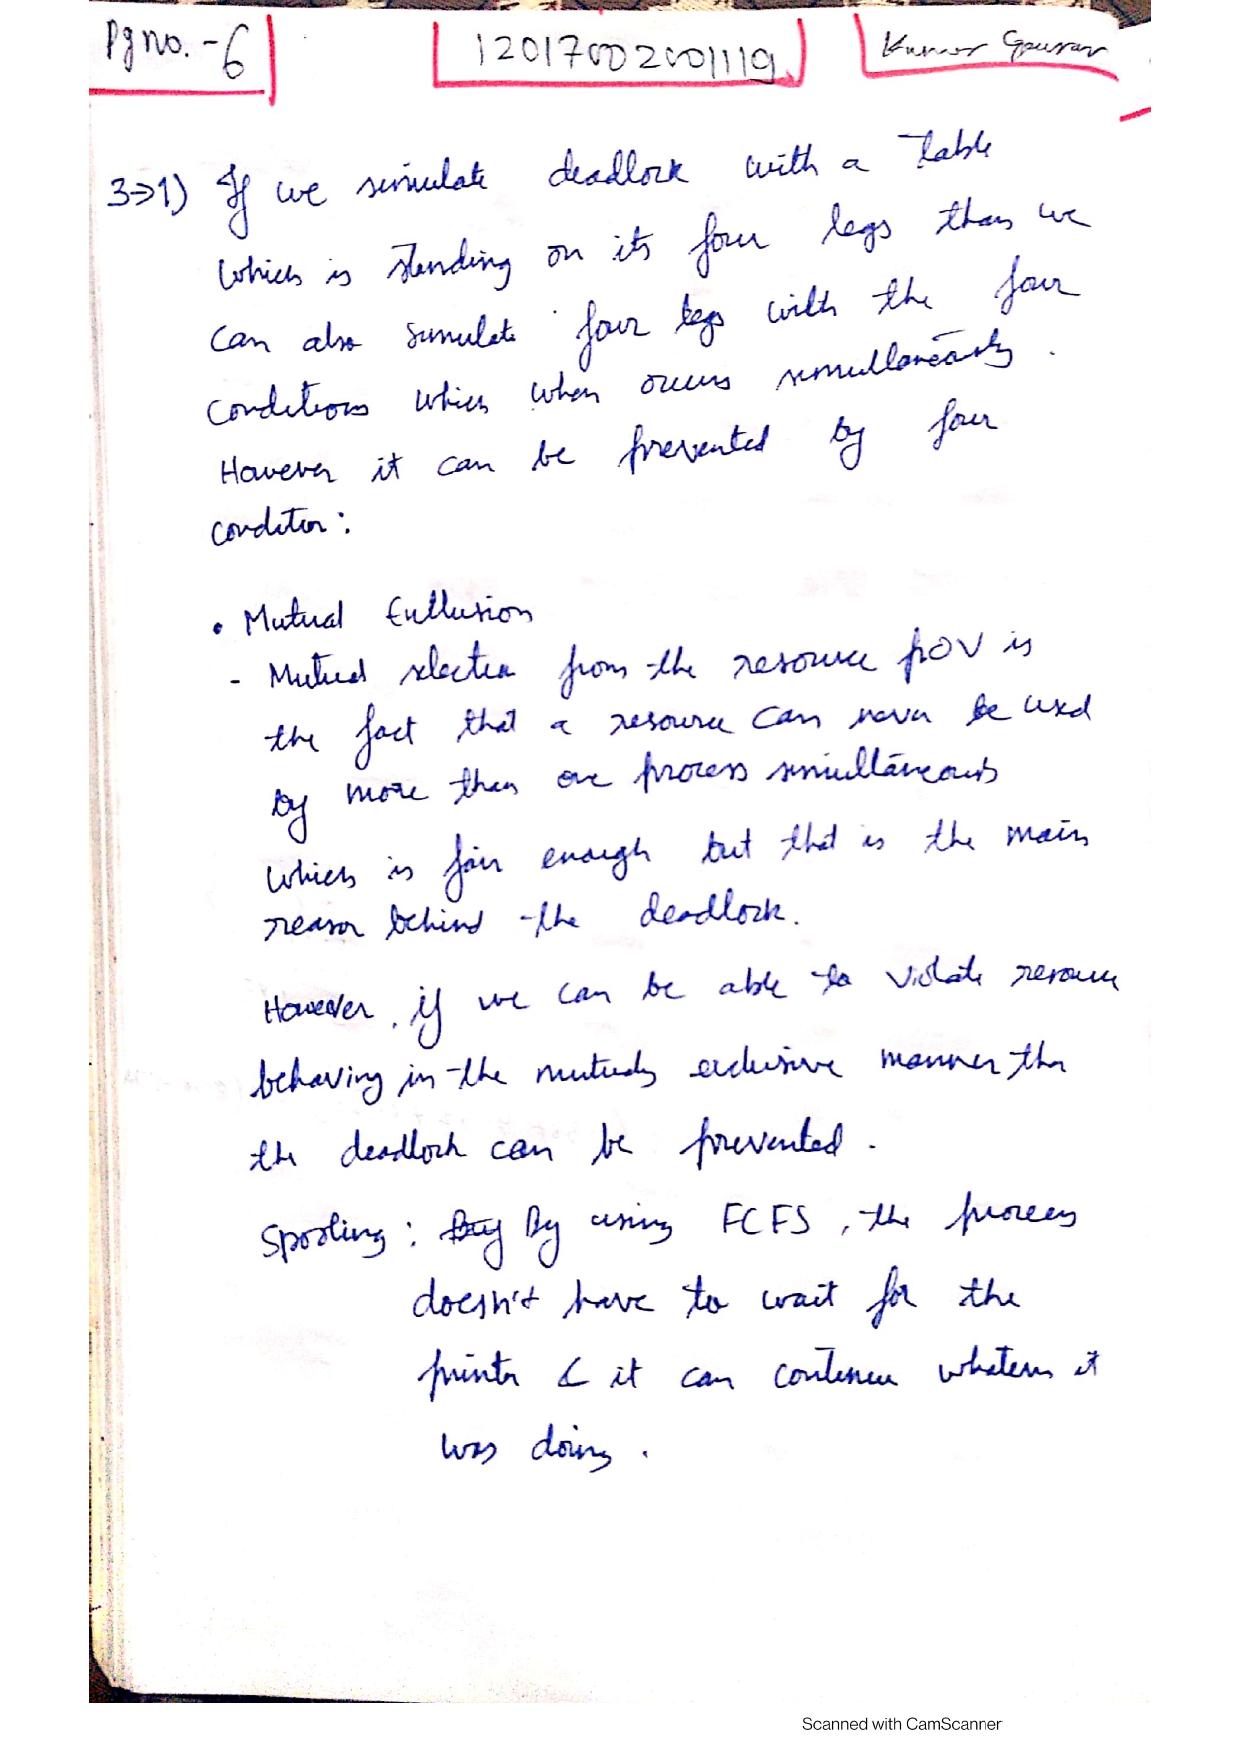 Pg no. - 6
12017002001119
Kumar Gourav
3⇒1) If we simulate deadlock with a table
which is standing on its four legs than we
can also simulate four legs with the four
conditions which when occurs simultaneously.
However it can be prevented by four
condition:
• Mutual Exclusion
- Mutual section from the resource POV is
the fact that a resource can never be used
by more than one process simultaneously
which is fair enough but that is the main
reason behind the deadlock.
However, if we can be able to violate resource
behaving in the mutually exclusive manner then
the deadlock can be prevented.
Spooling: By By using FCFS, the process
doesn't have to wait for the
printer & it can continue whatever it
was doing.
Scanned with CamScanner